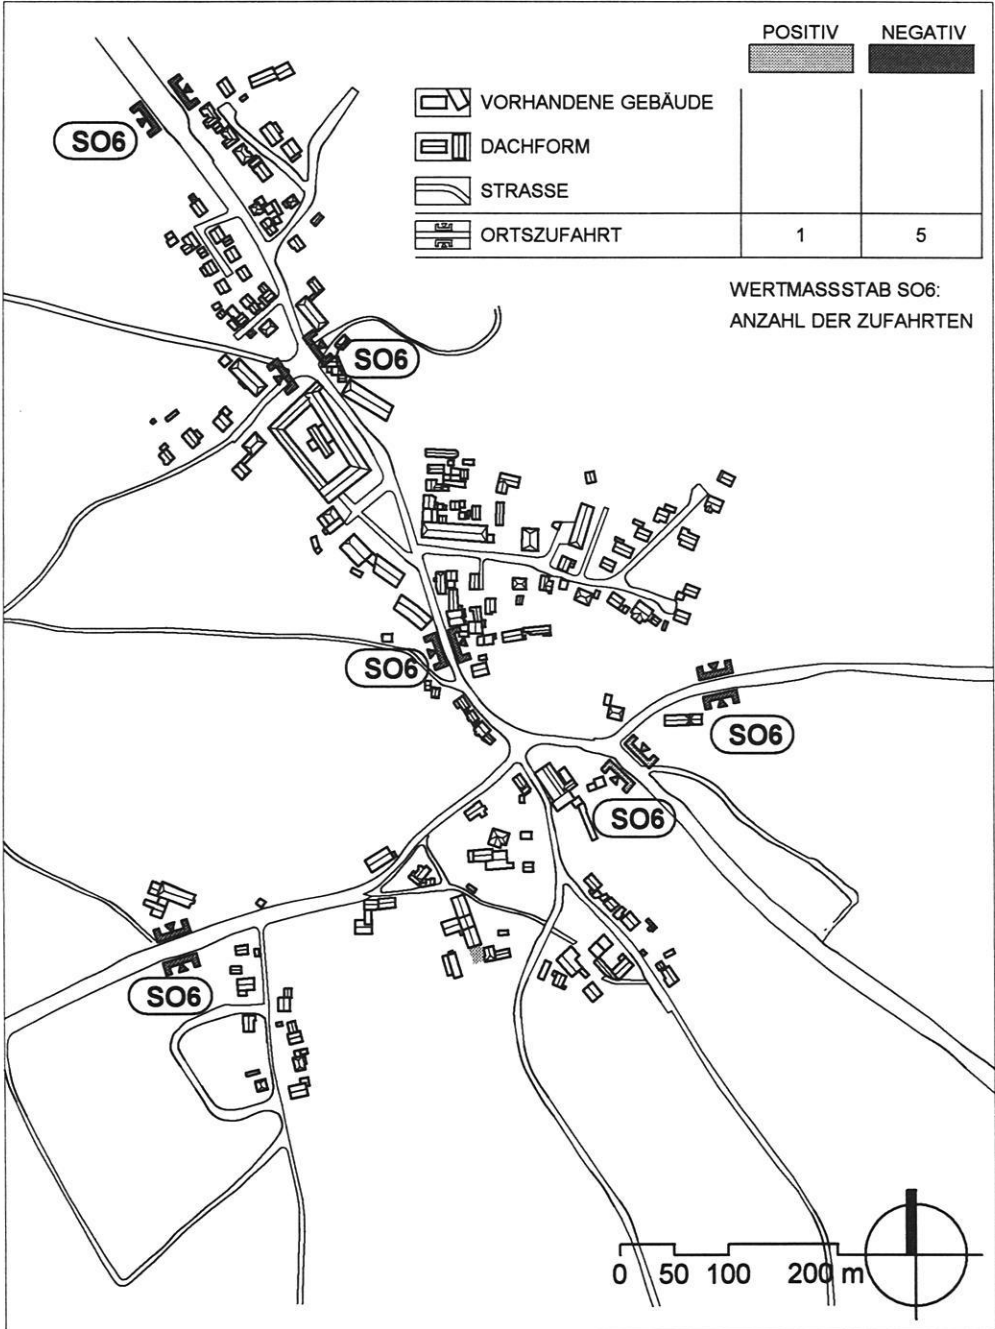 POSITIV NEGATIV
VORHANDENE GEBÄUDE
DACHFORM
STRASSE
ORTSZUFAHRT 1 5
WERTMASSSTAB SO6:
ANZAHL DER ZUFAHRTEN
SO6
SO6
SO6
SO6
SO6
SO6
0 50 100 200 m